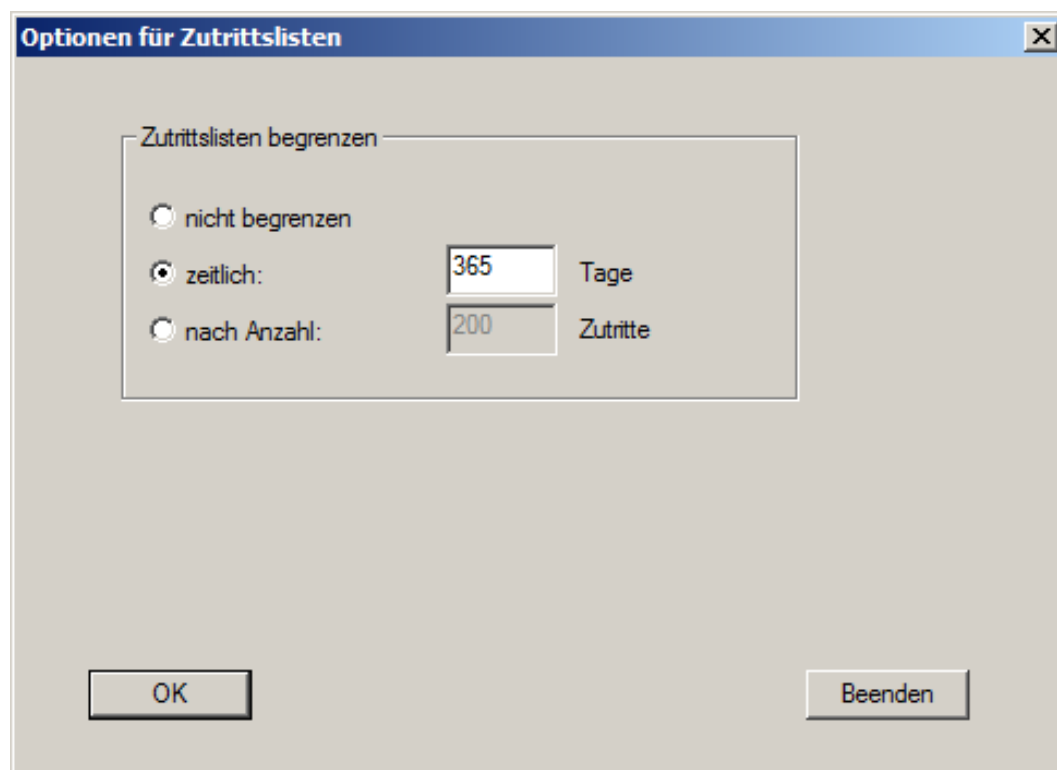 Optionen für Zutrittslisten
Zutrittslisten begrenzen
nicht begrenzen
zeitlich: 365 Tage
nach Anzahl: 200 Zutritte
OK Beenden